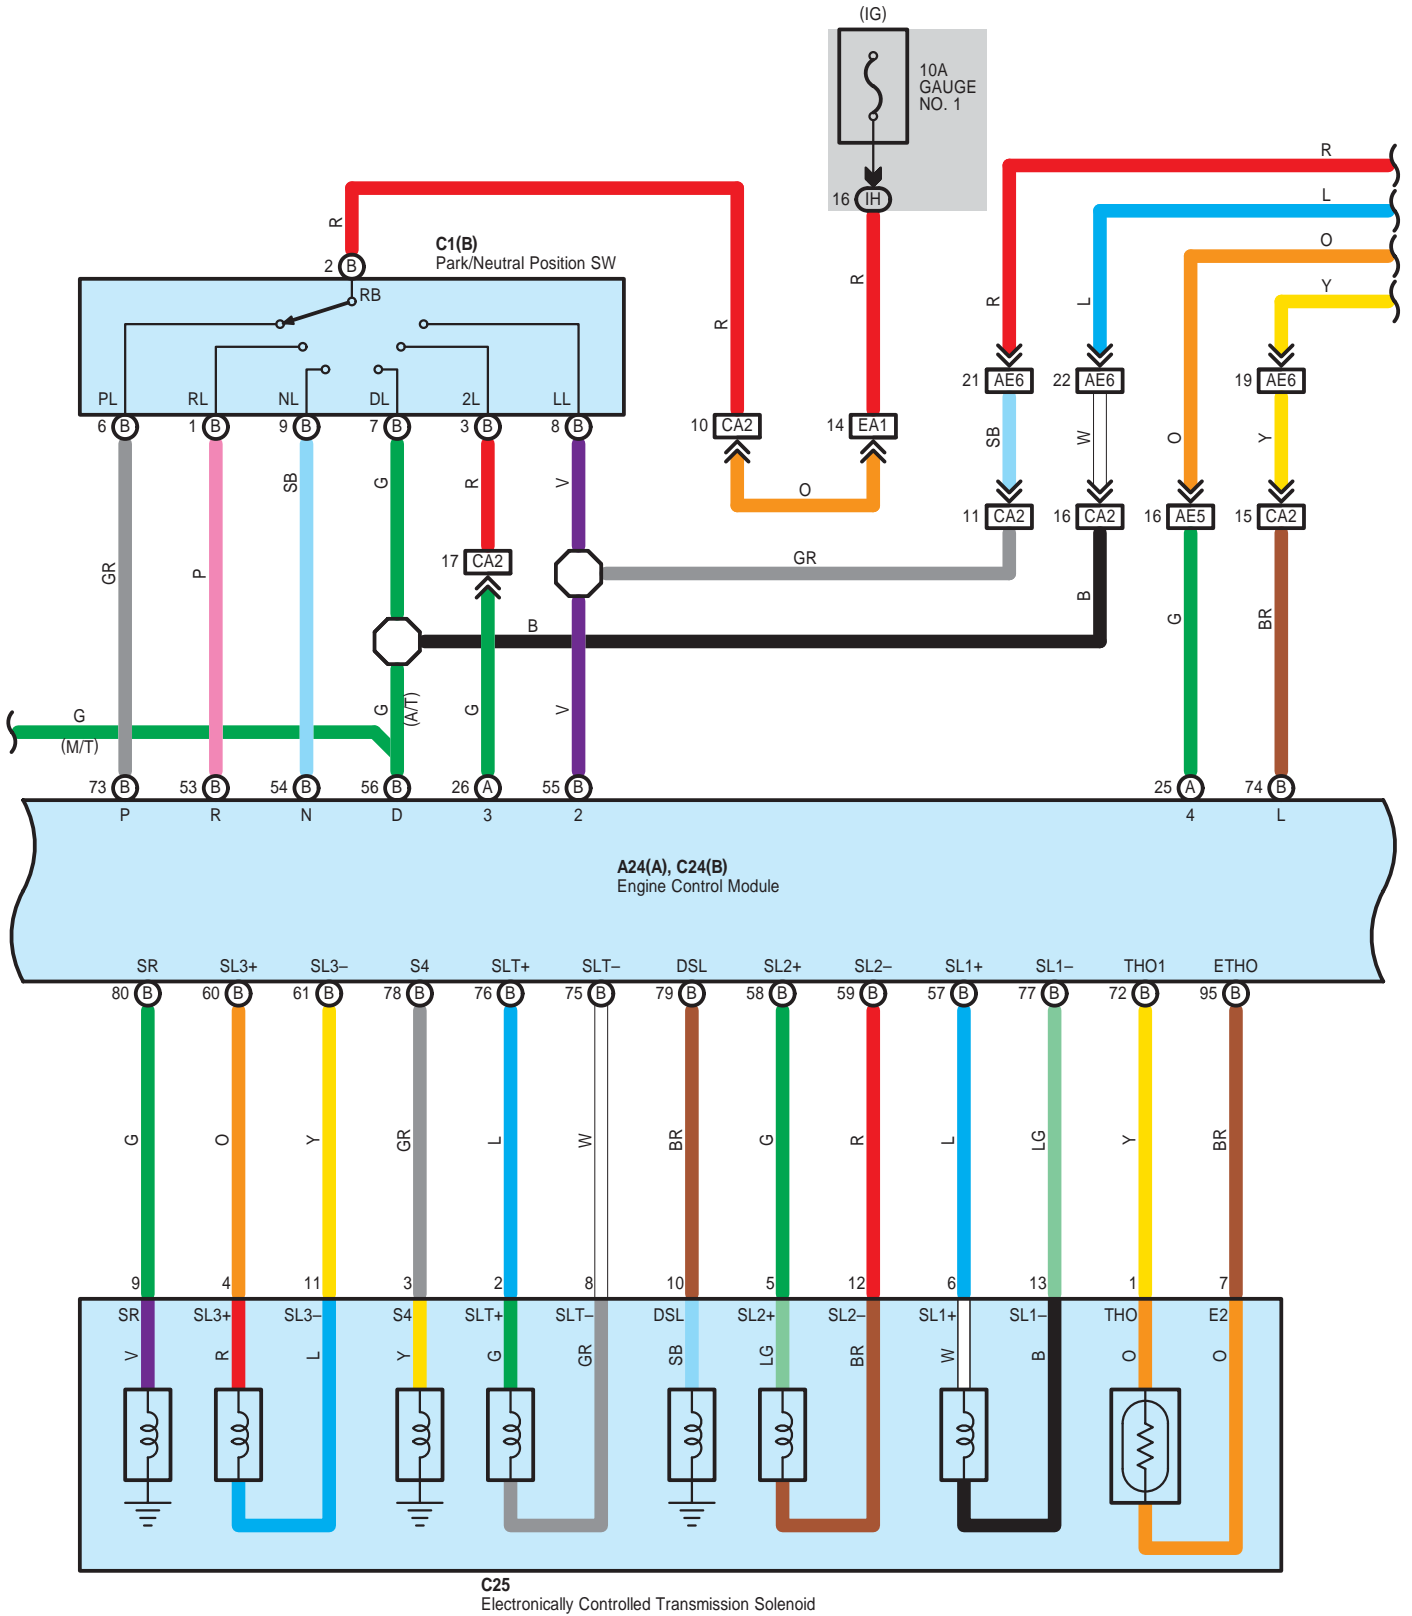 (IG)
10A
GAUGE
NO. 1
16 IH
R
L
O
Y
R
C1(B)
Park/Neutral Position SW
2 B
RB
R
R
R
L
PL RL NL DL 2L LL
6 B 1 B 9 B 7 B 3 B 8 B
10 CA2
14 EA1
21 AE6
22 AE6
19 AE6
SB
G
R
V
O
SB
W
O
Y
11 CA2
16 CA2
16 AE5
15 CA2
17 CA2
GR
P
GR
B
B
G
BR
G
(A/T)
G
V
G
(M/T)
73 B 53 B 54 B 56 B 26 A 55 B 25 A 74 B
P R N D 3 2 4 L
A24(A), C24(B)
Engine Control Module
SR SL3+ SL3– S4 SLT+ SLT– DSL SL2+ SL2– SL1+ SL1– THO1 ETHO
80 B 60 B 61 B 78 B 76 B 75 B 79 B 58 B 59 B 57 B 77 B 72 B 95 B
G O Y GR L W BR G R L LG Y BR
9 4 11 3 2 8 10 5 12 6 13 1 7
SR SL3+ SL3– S4 SLT+ SLT– DSL SL2+ SL2– SL1+ SL1– THO E2
V R L Y G GR SB LG BR W B O O
C25
Electronically Controlled Transmission Solenoid